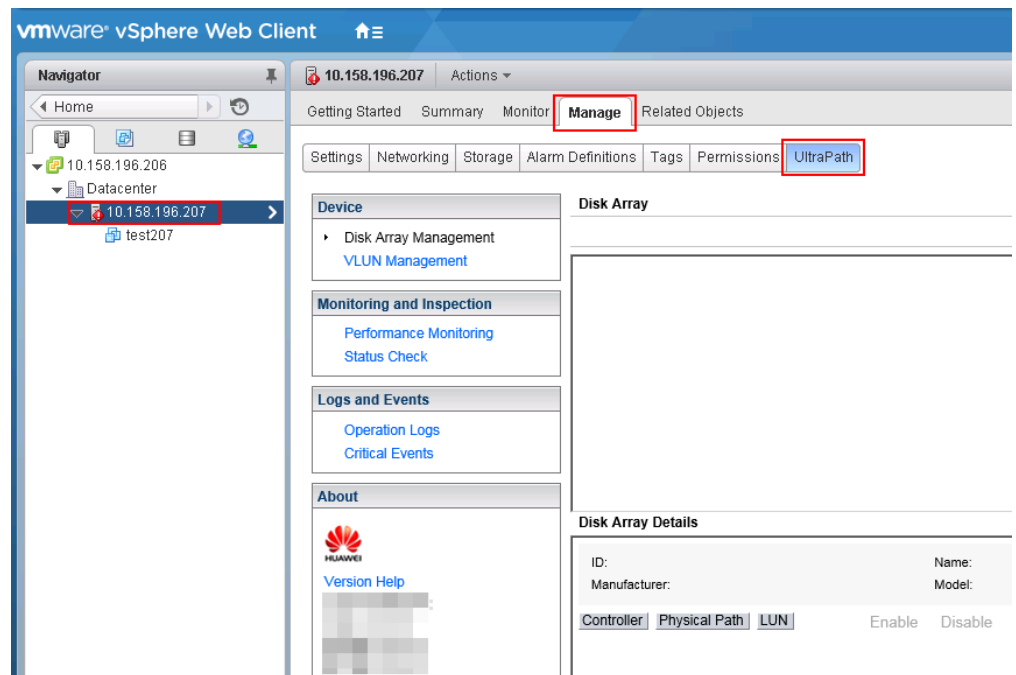 vmware® vSphere Web Client
Navigator
Home
10.158.196.206
Datacenter
10.158.196.207
test207
10.158.196.207 Actions
Getting Started Summary Monitor Manage Related Objects
Settings Networking Storage Alarm Definitions Tags Permissions UltraPath
Device
Disk Array Management
VLUN Management
Monitoring and Inspection
Performance Monitoring
Status Check
Logs and Events
Operation Logs
Critical Events
About
HUAWEI
Version Help
Disk Array
Disk Array Details
ID: Name:
Manufacturer: Model:
Controller Physical Path LUN Enable Disable